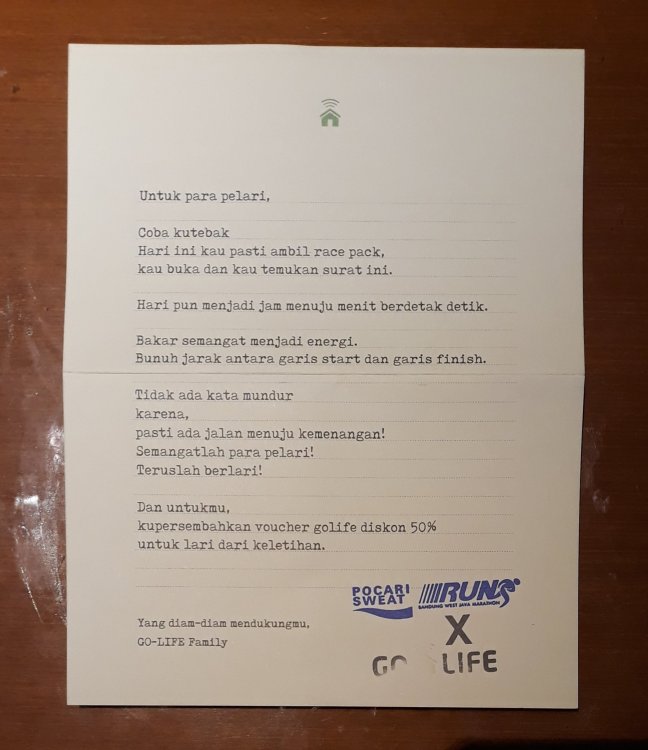 Untuk para pelari,
Coba kutebak
Hari ini kau pasti ambil race pack,
kau buka dan kau temukan surat ini.
Hari pun menjadi jam menuju menit berdetak detik.
Bakar semangat menjadi energi.
Bunuh jarak antara garis start dan garis finish.
Tidak ada kata mundur
karena,
pasti ada jalan menuju kemenangan!
Semangatlah para pelari!
Teruslah berlari!
Dan untukmu,
kupersembahkan voucher golife diskon 50%
untuk lari dari keletihan.
Yang diam-diam mendukungmu,
GO-LIFE Family
POCARI SWEAT RUN
BANDUNG WEST JAVA MARATHON
X
GO LIFE